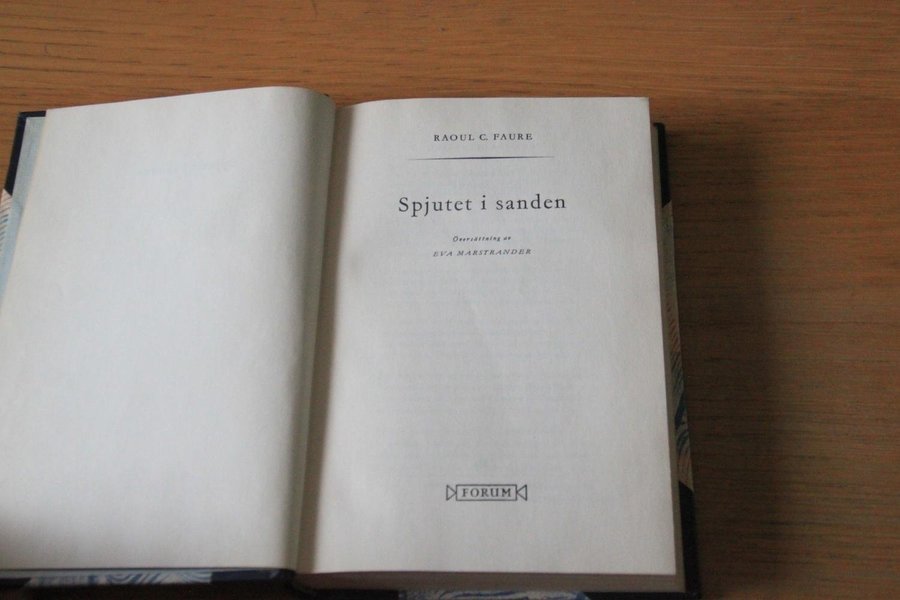 RAOUL C. FAURE
Spjutet i sanden
Översättning av
EVA MARSTRANDER
FORUM